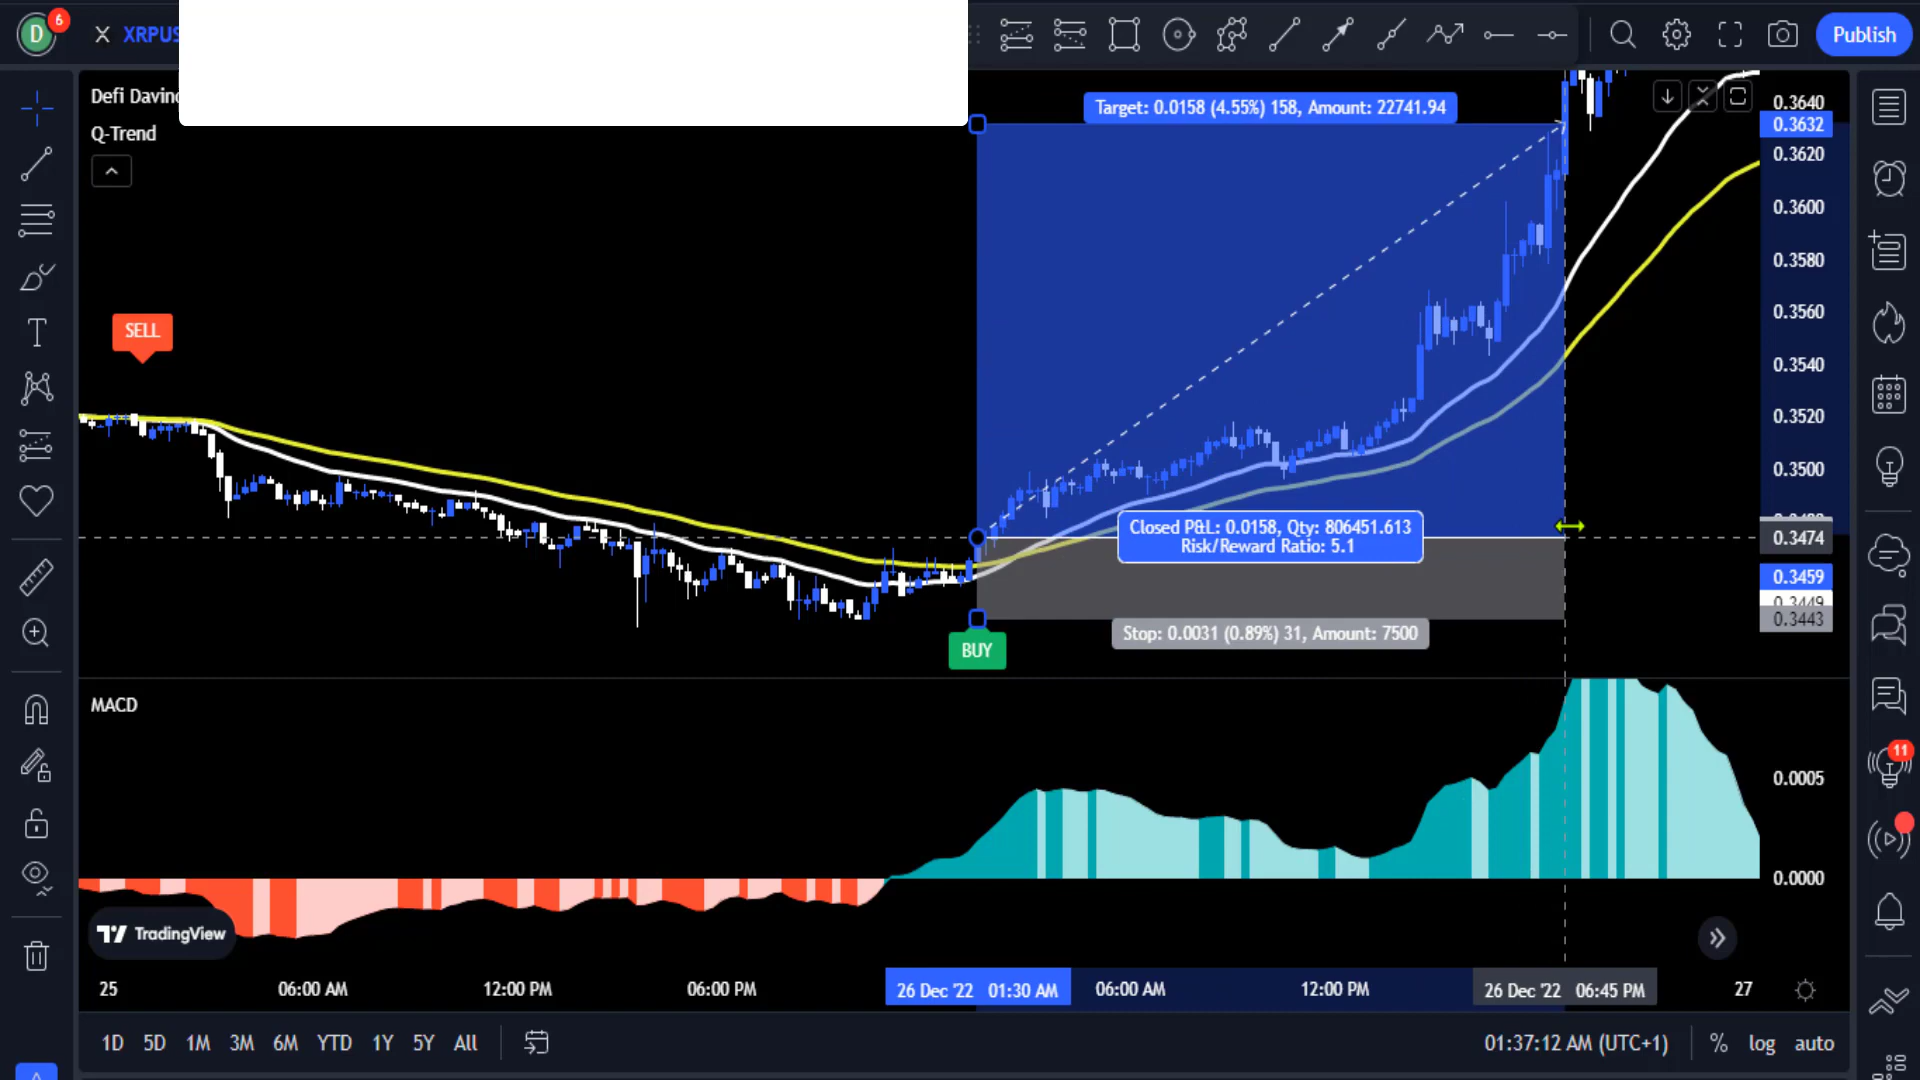 D
6
XRPUS
Publish
Defi Davin
Q-Trend
Target: 0.0158 (4.55%) 158, Amount: 22741.94
0.3640
0.3632
0.3620
0.3600
0.3580
0.3560
0.3540
0.3520
0.3500
0.3474
0.3459
0.3449
0.3443
SELL
Closed P&L: 0.0158, Qty: 806451.613
Risk/Reward Ratio: 5.1
Stop: 0.0031 (0.89%) 31, Amount: 7500
BUY
MACD
11
0.0005
0.0000
TradingView
25
06:00 AM
12:00 PM
06:00 PM
26 Dec '22 01:30 AM
06:00 AM
12:00 PM
26 Dec '22 06:45 PM
27
1D 5D 1M 3M 6M YTD 1Y 5Y All
01:37:12 AM (UTC+1)
% log auto